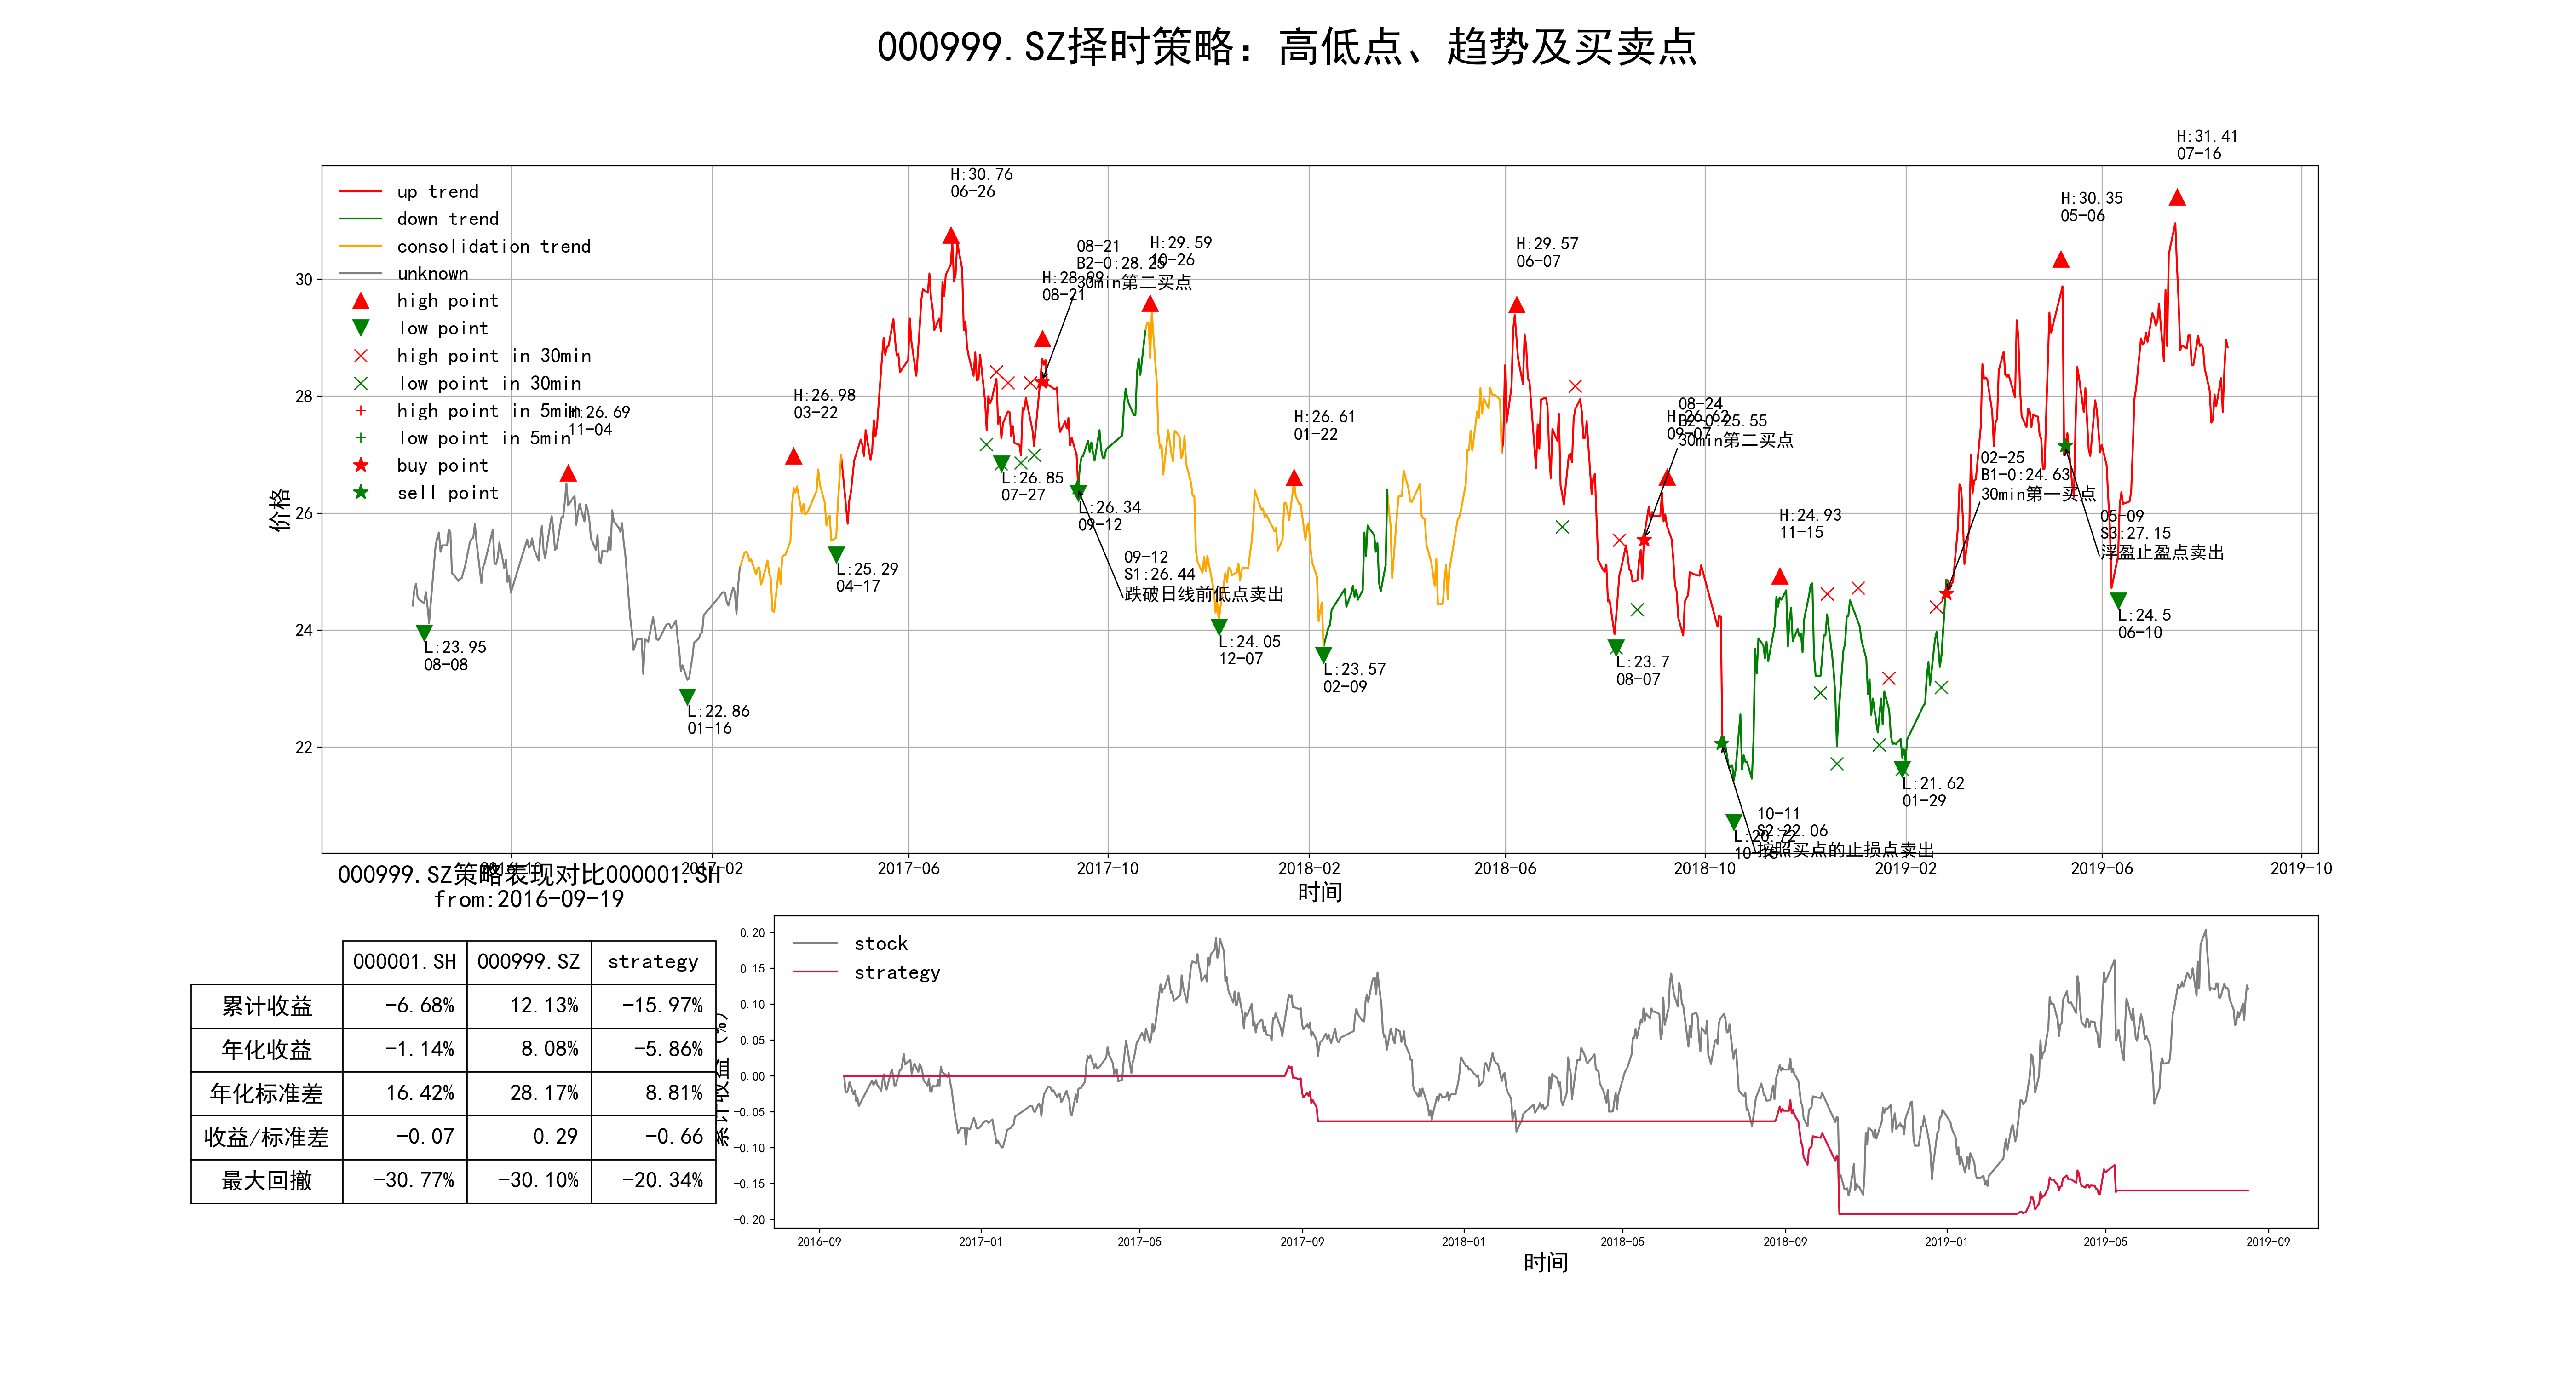 000999.SZ择时策略：高低点、趋势及买卖点
H:31.41
07-16
up trend
down trend
consolidation trend
unknown
high point
low point
high point in 30min
low point in 30min
high point in 5min
low point in 5min
buy point
sell point
H:30.76
06-26
H:30.35
05-06
08-21
B2-0:28.25
30min第二买点
H:29.59
10-26
H:29.57
06-07
H:28.99
08-21
H:26.98
03-22
H:26.69
11-04
H:26.61
01-22
08-24
B2-0:25.55
30min第二买点
H:26.62
09-07
02-25
B1-0:24.63
30min第一买点
L:26.85
07-27
L:26.34
09-12
H:24.93
11-15
05-09
S3:27.15
浮盈止盈点卖出
09-12
S1:26.44
跌破日线前低点卖出
L:25.29
04-17
L:23.95
08-08
L:24.05
12-07
L:23.57
02-09
L:23.7
08-07
L:24.5
06-10
L:22.86
01-16
L:21.62
01-29
10-11
S2:22.06
按照买点的止损点卖出
L:20.72
价格
30
28
26
24
22
2016-10
2017-02
2017-06
2017-10
2018-02
2018-06
2018-10
2019-02
2019-06
2019-10
时间
000999.SZ策略表现对比000001.SH
from:2016-09-19
000001.SH 000999.SZ strategy
累计收益 -6.68% 12.13% -15.97%
年化收益 -1.14% 8.08% -5.86%
年化标准差 16.42% 28.17% 8.81%
收益/标准差 -0.07 0.29 -0.66
最大回撤 -30.77% -30.10% -20.34%
累计收益（%）
0.20
0.15
0.10
0.05
0.00
-0.05
-0.10
-0.15
-0.20
stock
strategy
2016-09
2017-01
2017-05
2017-09
2018-01
2018-05
2018-09
2019-01
2019-05
2019-09
时间